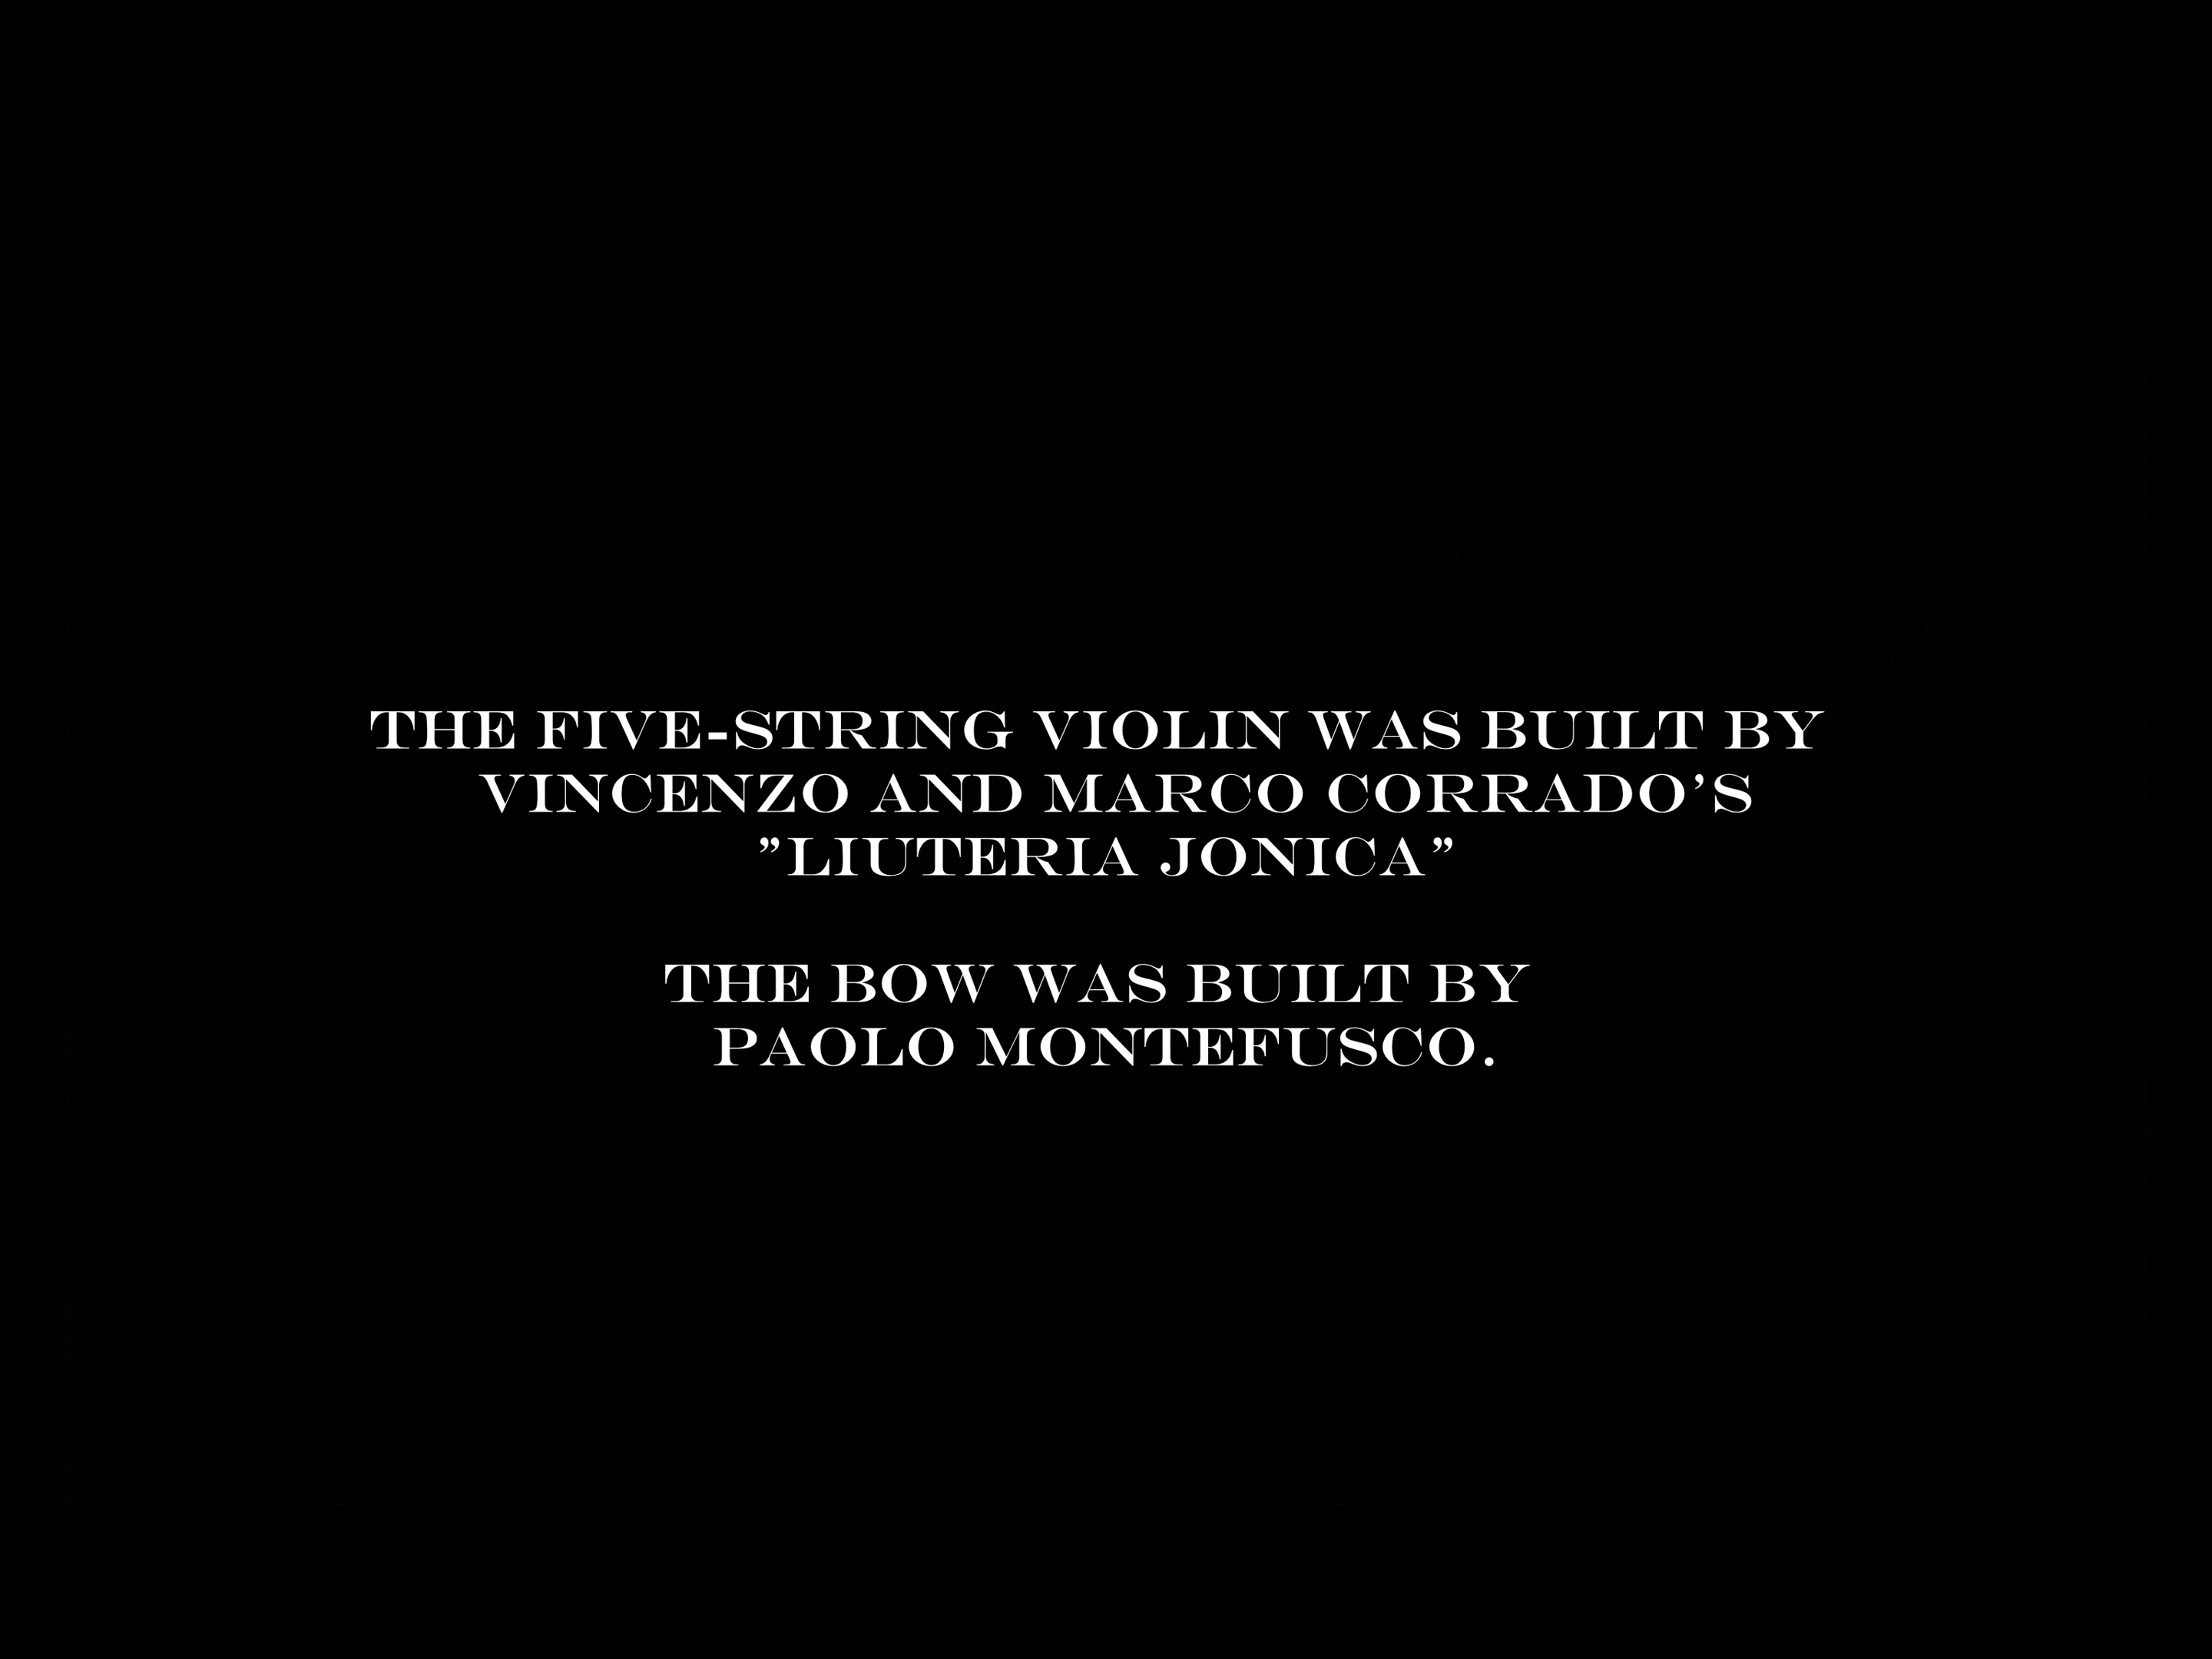 THE FIVE-STRING VIOLIN WAS BUILT BY
VINCENZO AND MARCO CORRADO’S
”LIUTERIA JONICA”
THE BOW WAS BUILT BY
PAOLO MONTEFUSCO.